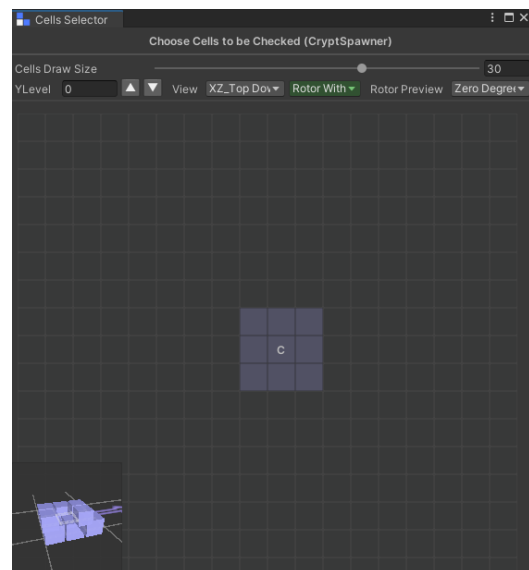 Cells Selector
Choose Cells to be Checked (CryptSpawner)
Cells Draw Size 30
YLevel 0 View XZ_Top Dov Rotor With Rotor Preview Zero Degree
C